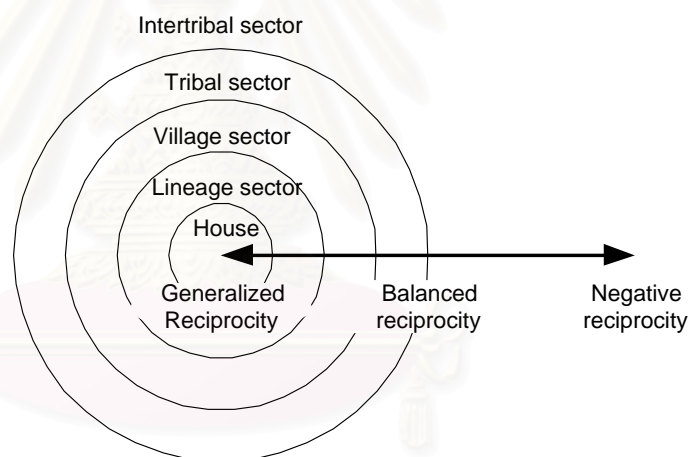 Intertribal sector
Tribal sector
Village sector
Lineage sector
House
Generalized
Reciprocity
Balanced
reciprocity
Negative
reciprocity